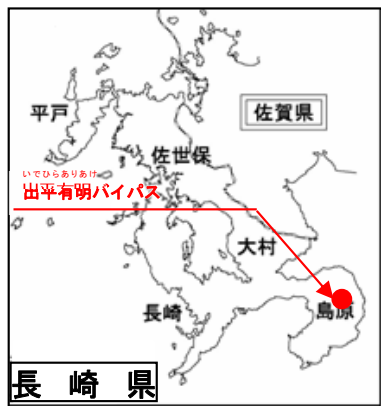 佐賀県
平戸
佐世保
いでひらありあけ
出平有明バイパス
大村
長崎
島原
長崎県